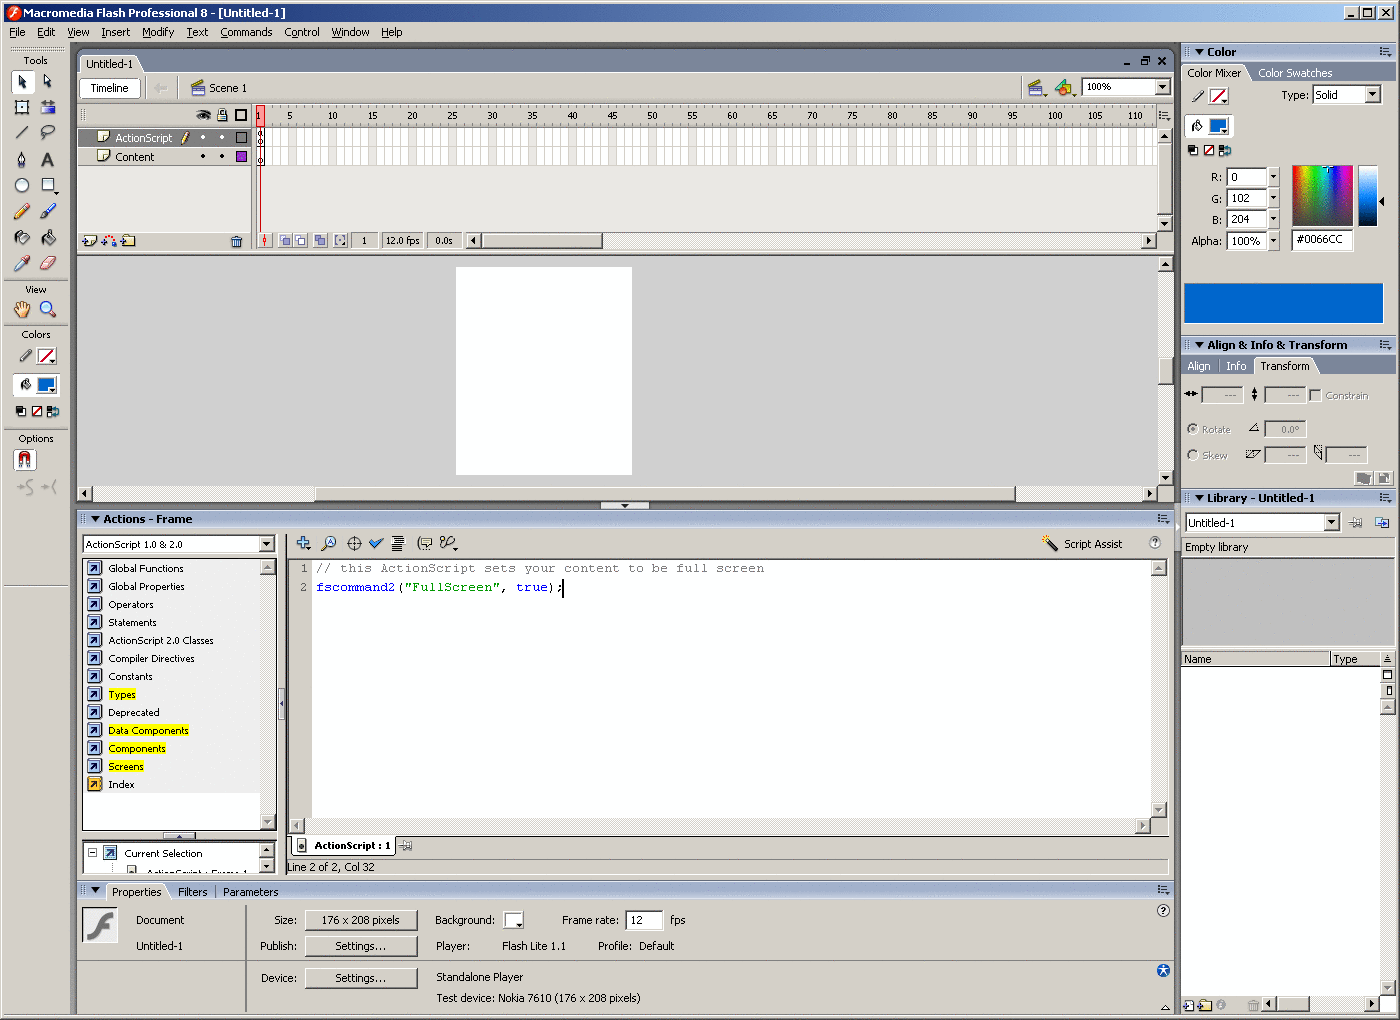 Macromedia Flash Professional 8 - [Untitled-1]
File Edit View Insert Modify Text Commands Control Window Help
Tools
View
Colors
Options
Untitled-1
Timeline
Scene 1
100%
1 5 10 15 20 25 30 35 40 45 50 55 60 65 70 75 80 85 90 95 100 105 110
ActionScript
Content
1 12.0 fps 0.0s
Actions - Frame
ActionScript 1.0 & 2.0
Global Functions
Global Properties
Operators
Statements
ActionScript 2.0 Classes
Compiler Directives
Constants
Types
Deprecated
Data Components
Components
Screens
Index
Current Selection
ActionScript : Frame 1
Script Assist
1 // this ActionScript sets your content to be full screen
2 fscommand2("FullScreen", true);
ActionScript : 1
Line 2 of 2, Col 32
Properties Filters Parameters
Document
Untitled-1
Size: 176 x 208 pixels Background: Frame rate: 12 fps
Publish: Settings... Player: Flash Lite 1.1 Profile: Default
Device: Settings... Standalone Player
Test device: Nokia 7610 (176 x 208 pixels)
Color
Color Mixer Color Swatches
Type: Solid
R: 0
G: 102
B: 204
Alpha: 100% #0066CC
Align & Info & Transform
Align Info Transform
--- --- Constrain
Rotate 0.0°
Skew --- ---
Library - Untitled-1
Untitled-1
Empty library
Name Type